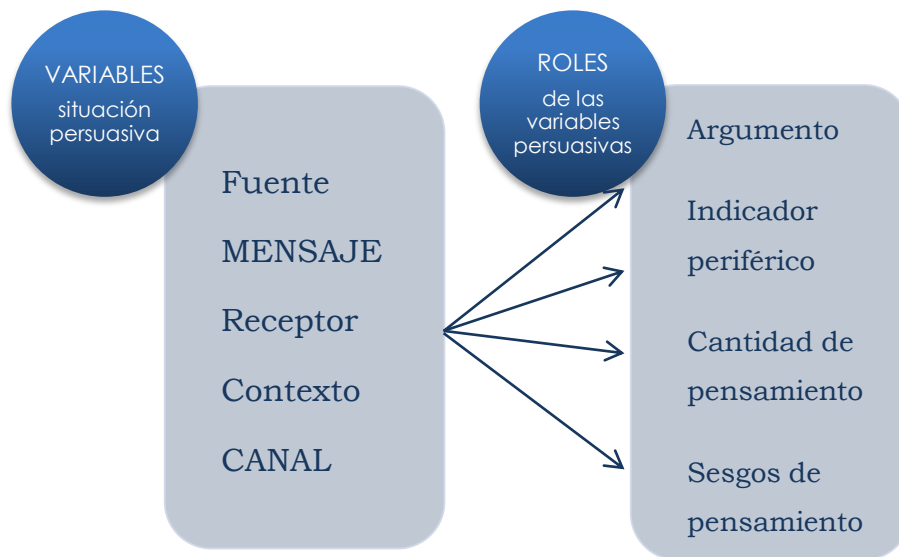 VARIABLES
situación
persuasiva
Fuente
MENSAJE
Receptor
Contexto
CANAL
ROLES
de las
variables
persuasivas
Argumento
Indicador
periférico
Cantidad de
pensamiento
Sesgos de
pensamiento